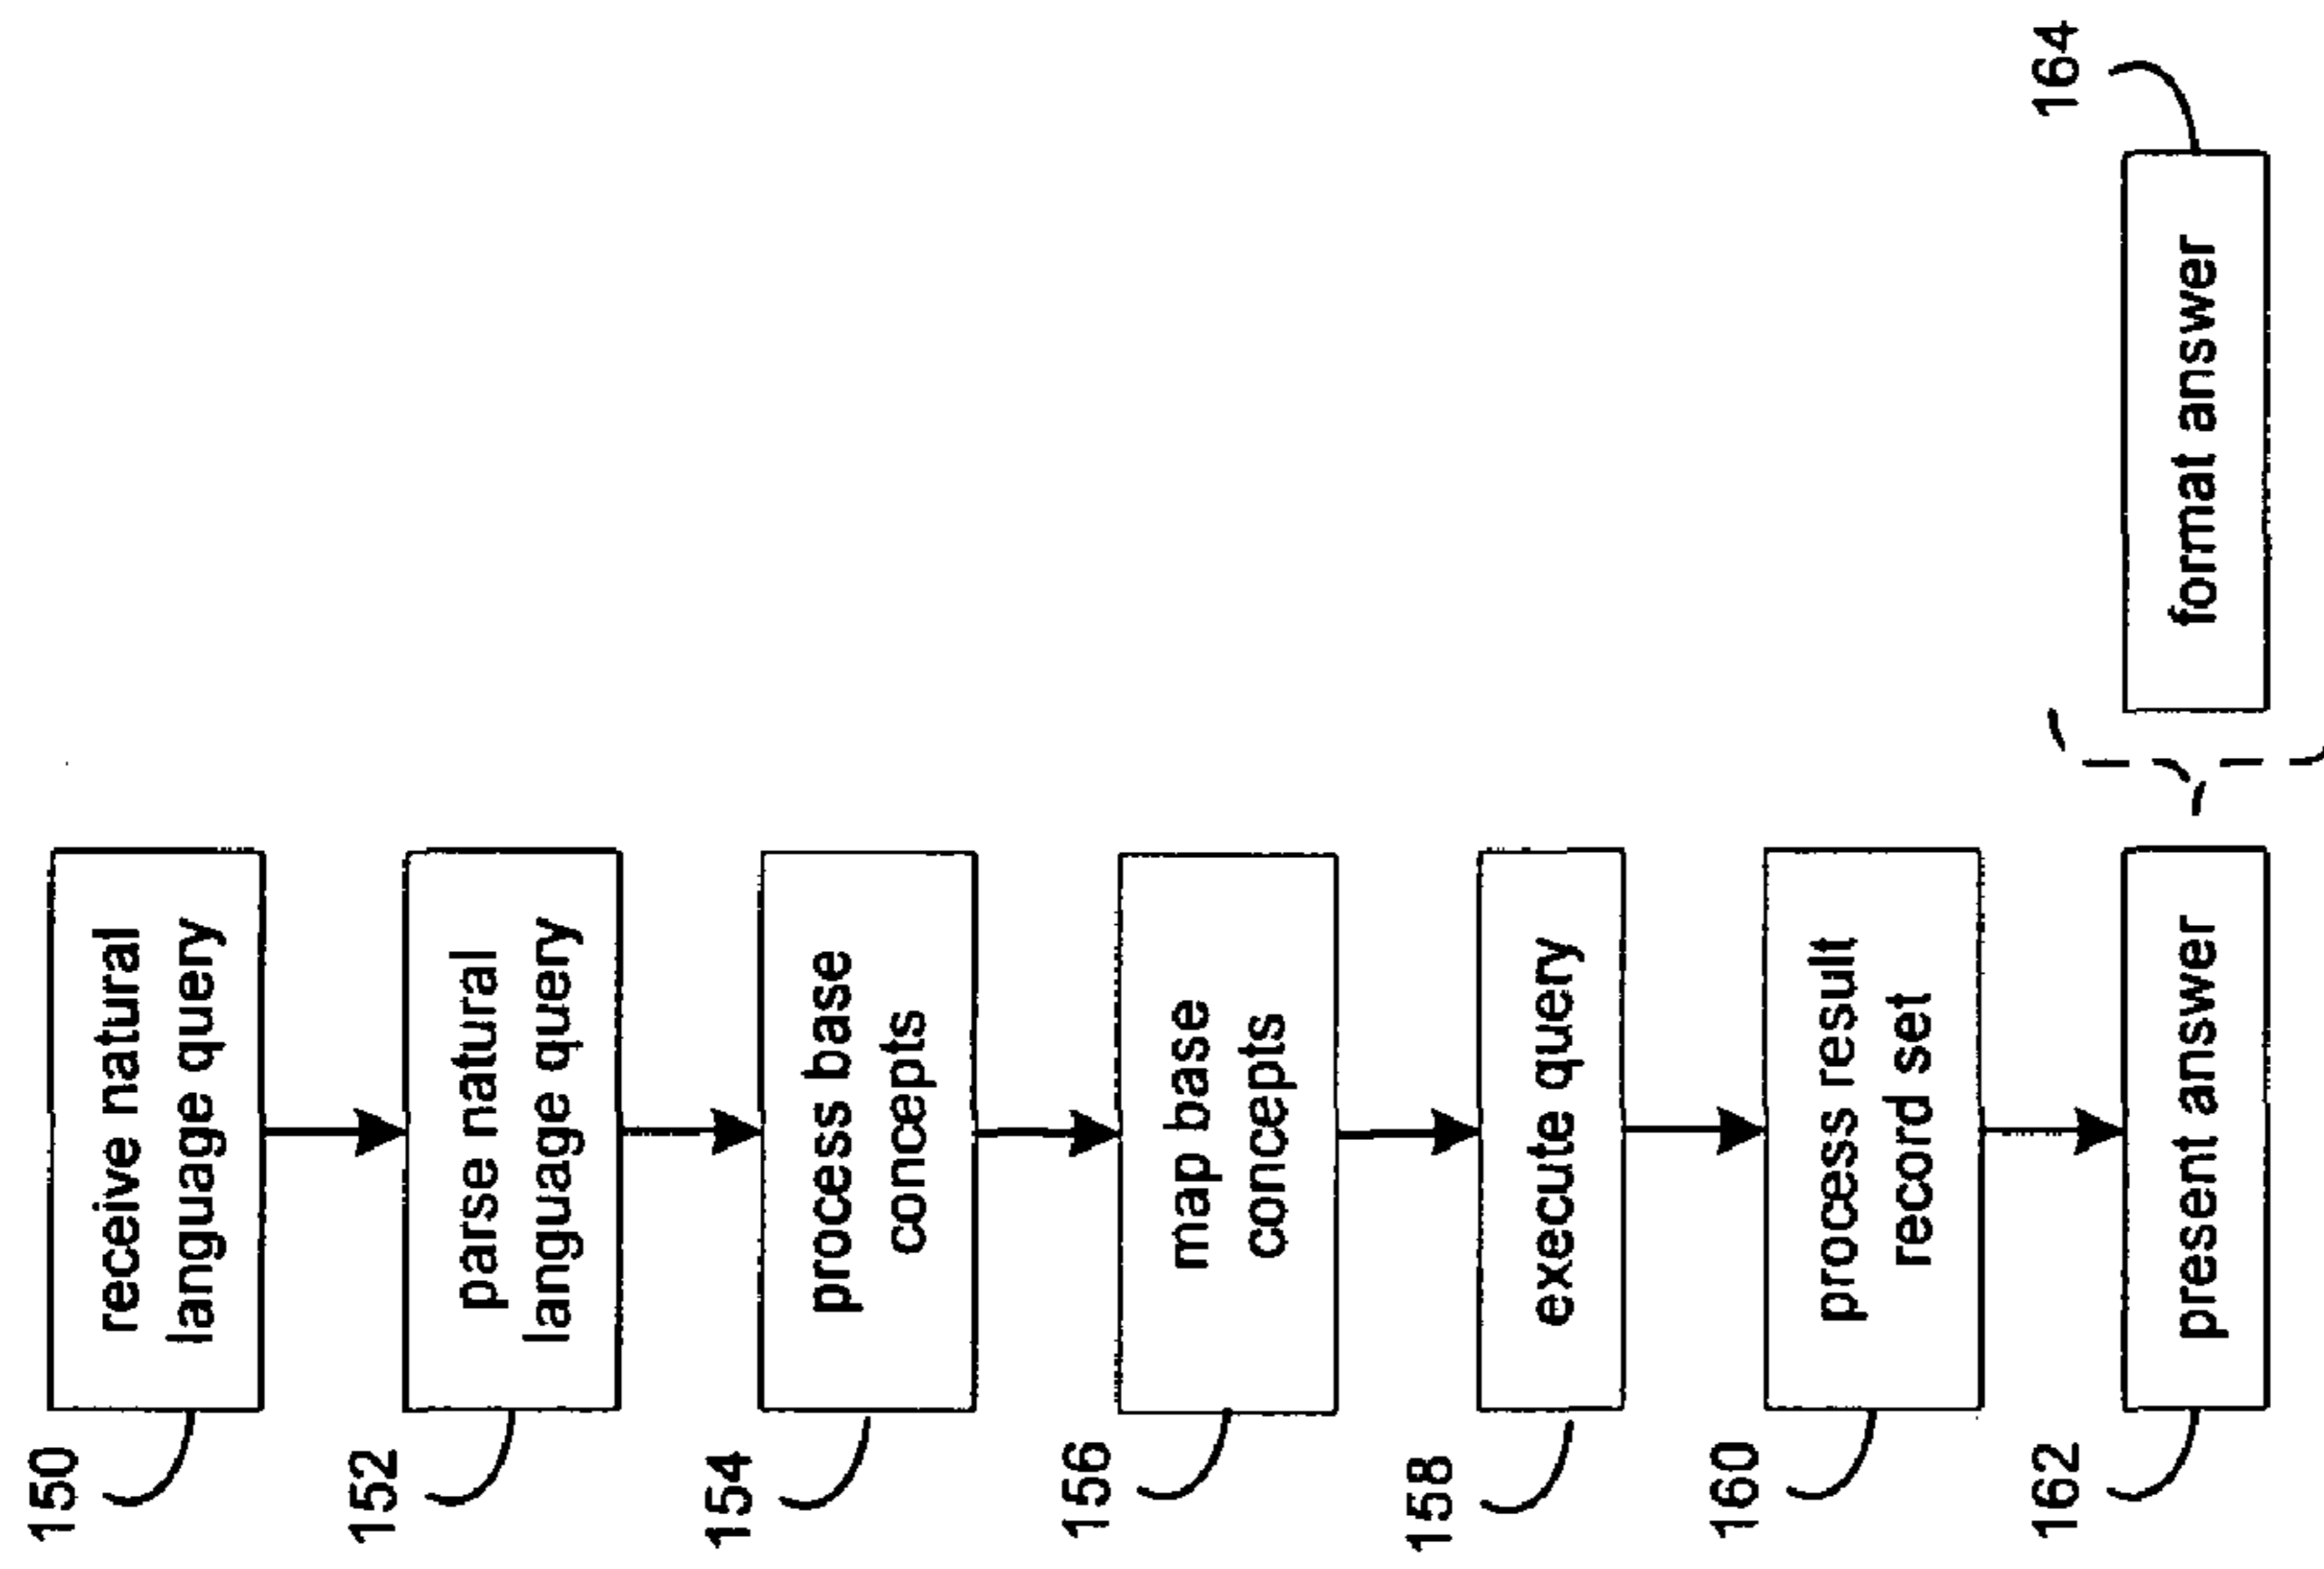 150
receive natural
language query
152
parse natural
language query
154
process base
concepts
156
map base
concepts
158
execute query
160
process result
record set
162
present answer
164
format answer